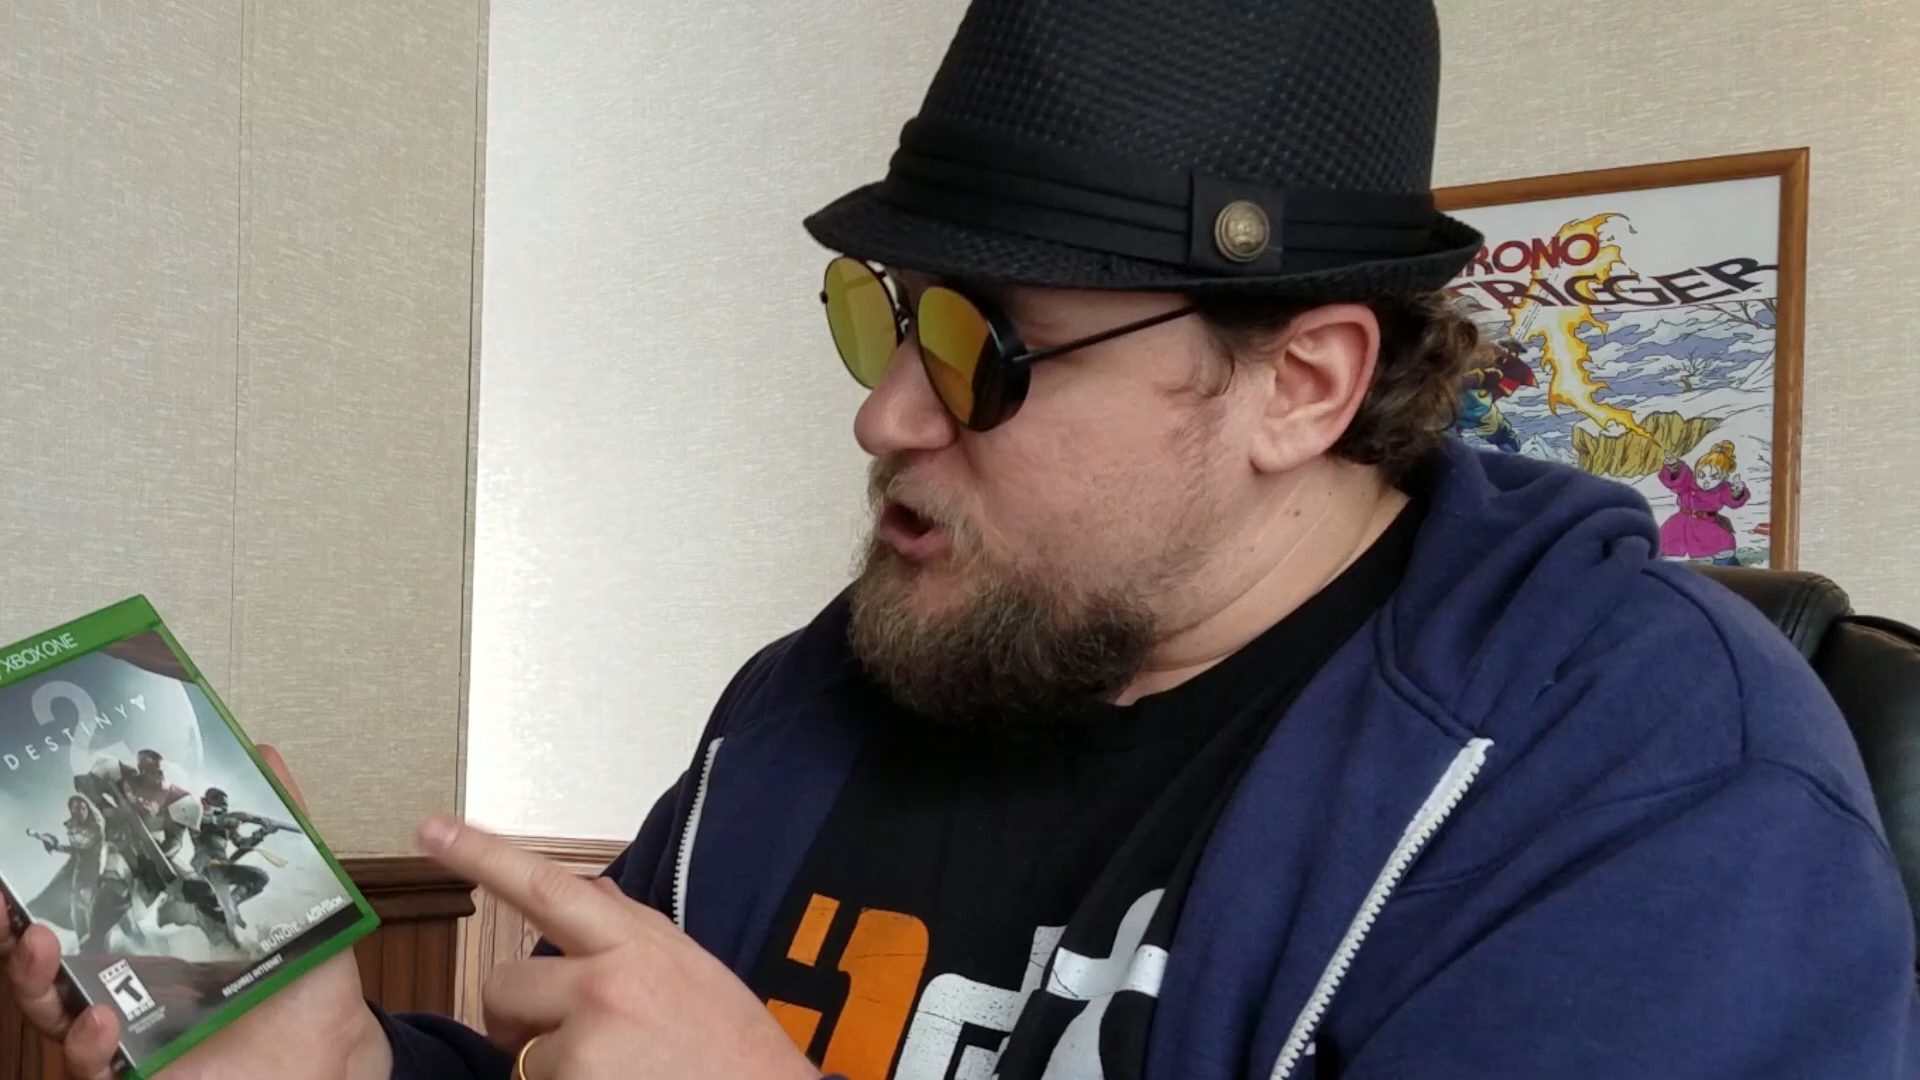 XBOX ONE
2
DESTINY
BUNGIE ACTIVISION
REQUIRES INTERNET
T
RONO
TRIGGER